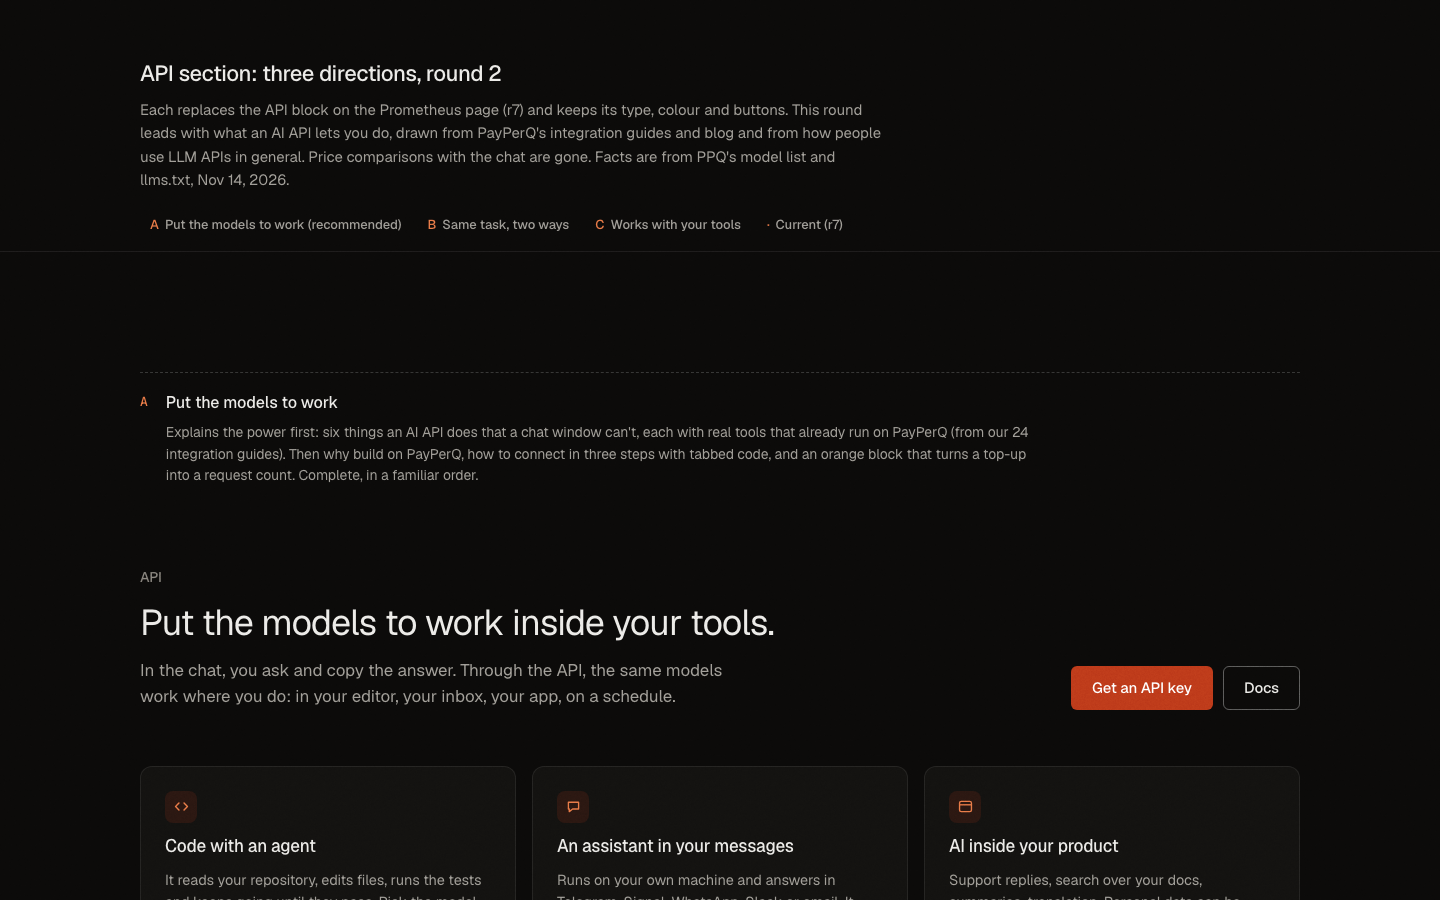 API section: three directions, round 2
Each replaces the API block on the Prometheus page (r7) and keeps its type, colour and buttons. This round
leads with what an AI API lets you do, drawn from PayPerQ's integration guides and blog and from how people
use LLM APIs in general. Price comparisons with the chat are gone. Facts are from PPQ's model list and
llms.txt, Nov 14, 2026.
A Put the models to work (recommended) B Same task, two ways C Works with your tools · Current (r7)
A Put the models to work
Explains the power first: six things an AI API does that a chat window can't, each with real tools that already run on PayPerQ (from our 24
integration guides). Then why build on PayPerQ, how to connect in three steps with tabbed code, and an orange block that turns a top-up
into a request count. Complete, in a familiar order.
API
Put the models to work inside your tools.
In the chat, you ask and copy the answer. Through the API, the same models
work where you do: in your editor, your inbox, your app, on a schedule.
Get an API key Docs
Code with an agent
It reads your repository, edits files, runs the tests
An assistant in your messages
Runs on your own machine and answers in
AI inside your product
Support replies, search over your docs,